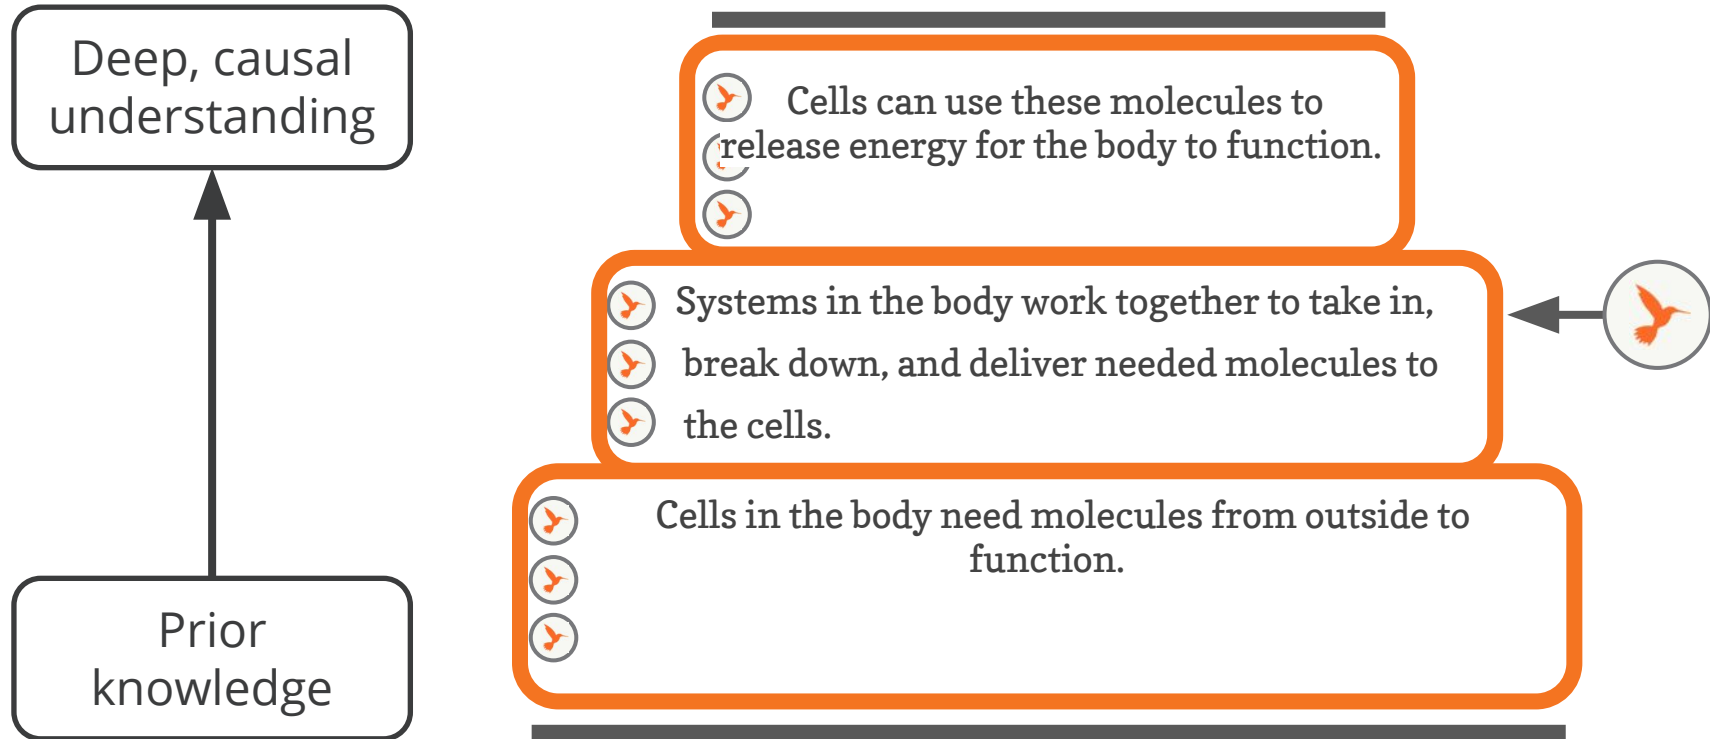 Deep, causal
understanding
Cells can use these molecules to
release energy for the body to function.
Systems in the body work together to take in,
break down, and deliver needed molecules to
the cells.
Cells in the body need molecules from outside to
function.
Prior
knowledge